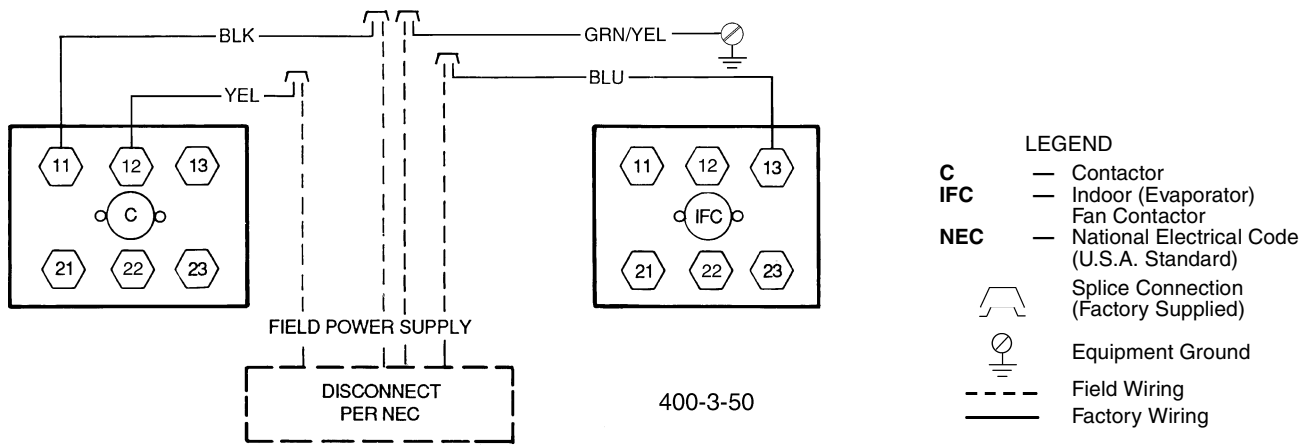 BLK
GRN/YEL
BLU
YEL
11 12 13
C
21 22 23
11 12 13
IFC
21 22 23
FIELD POWER SUPPLY
DISCONNECT
PER NEC
400-3-50
LEGEND
C — Contactor
IFC — Indoor (Evaporator)
Fan Contactor
NEC — National Electrical Code
(U.S.A. Standard)
Splice Connection
(Factory Supplied)
Equipment Ground
Field Wiring
Factory Wiring